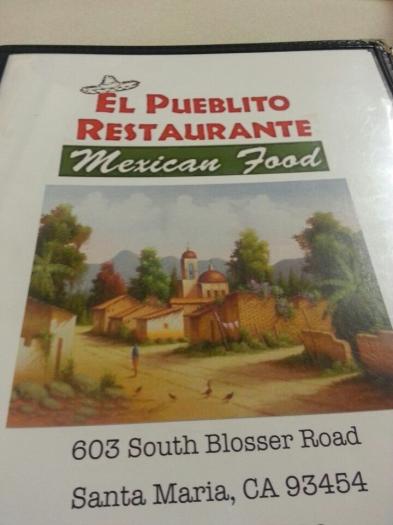 EL PUEBLITO
RESTAURANTE
Mexican Food
603 South Blosser Road
Santa Maria, CA 93454